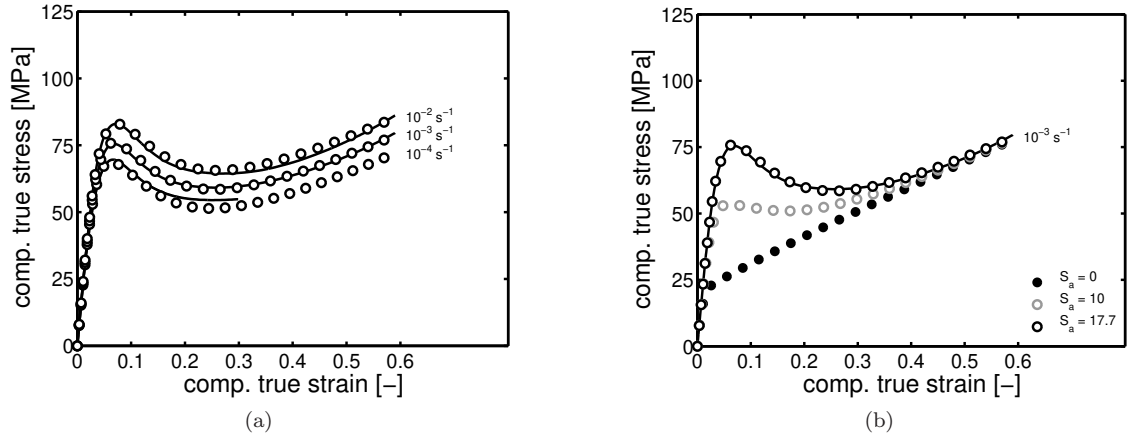 125
100
75
50
25
0
comp. true stress [MPa]
10⁻² s⁻¹
10⁻³ s⁻¹
10⁻⁴ s⁻¹
0 0.1 0.2 0.3 0.4 0.5 0.6
comp. true strain [−]
(a)
125
100
75
50
25
0
comp. true stress [MPa]
10⁻³ s⁻¹
Sₐ = 0
Sₐ = 10
Sₐ = 17.7
0 0.1 0.2 0.3 0.4 0.5 0.6
comp. true strain [−]
(b)